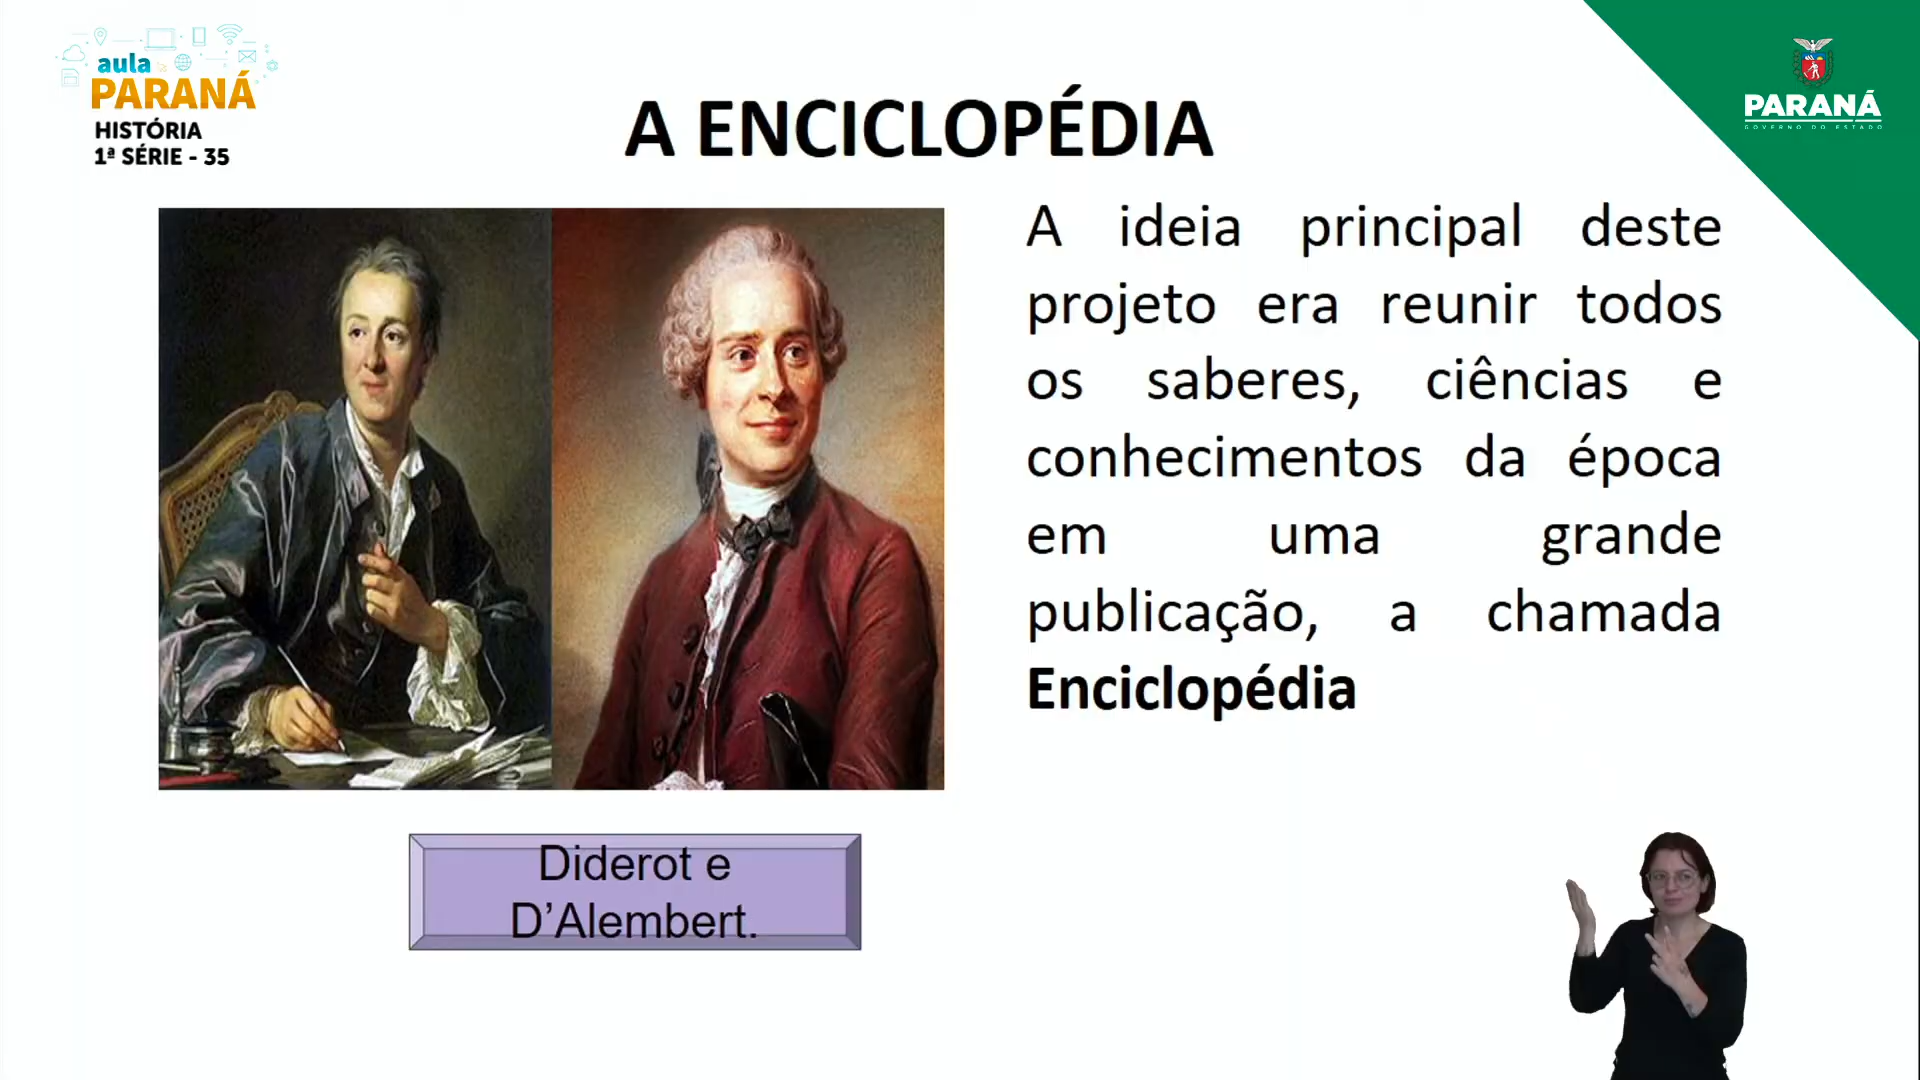 aula
PARANÁ
HISTÓRIA
1ª SÉRIE - 35
PARANÁ
GOVERNO DO ESTADO
A ENCICLOPÉDIA
A ideia principal deste
projeto era reunir todos
os saberes, ciências e
conhecimentos da época
em uma grande
publicação, a chamada
Enciclopédia
Diderot e
D’Alembert.